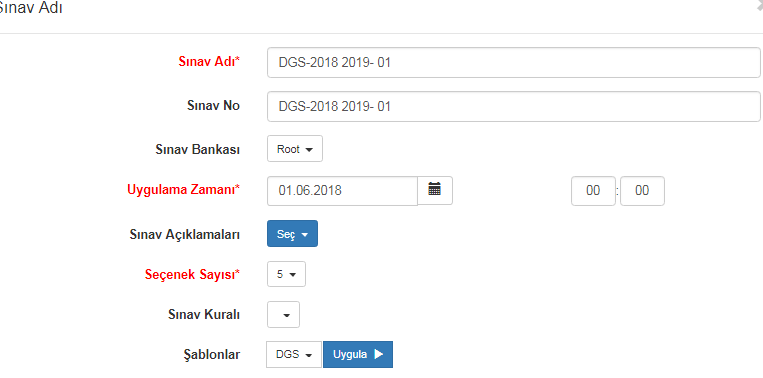 Sınav Adı
Sınav Adı* DGS-2018 2019- 01
Sınav No DGS-2018 2019- 01
Sınav Bankası Root
Uygulama Zamanı* 01.06.2018 00 : 00
Sınav Açıklamaları Seç
Seçenek Sayısı* 5
Sınav Kuralı
Şablonlar DGS Uygula